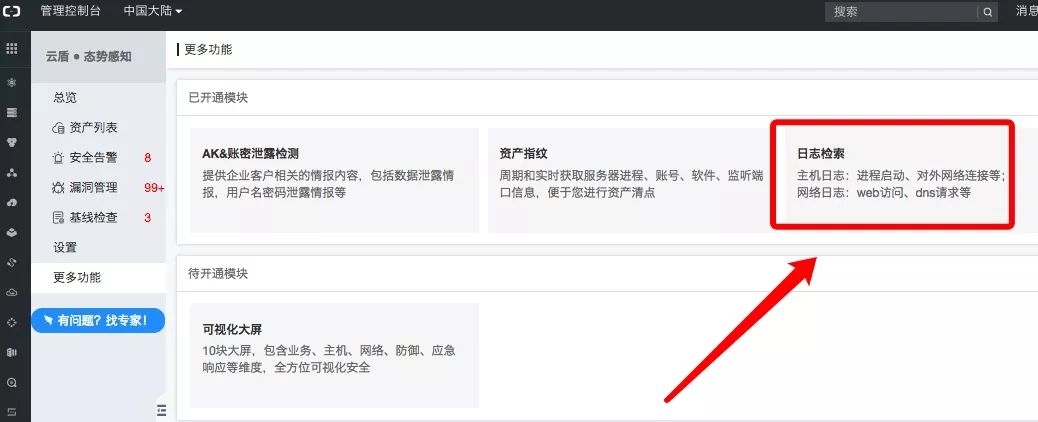 管理控制台 中国大陆 搜索 消息
云盾 ● 态势感知
总览
资产列表
安全告警 8
漏洞管理 99+
基线检查 3
设置
更多功能
有问题？找专家！
更多功能
已开通模块
AK&账密泄露检测
提供企业客户相关的情报内容，包括数据泄露情
报，用户名密码泄露情报等
资产指纹
周期和实时获取服务器进程、账号、软件、监听端
口信息，便于您进行资产清点
日志检索
主机日志：进程启动、对外网络连接等；
网络日志：web访问、dns请求等
待开通模块
可视化大屏
10块大屏，包含业务、主机、网络、防御、应急
响应等维度，全方位可视化安全